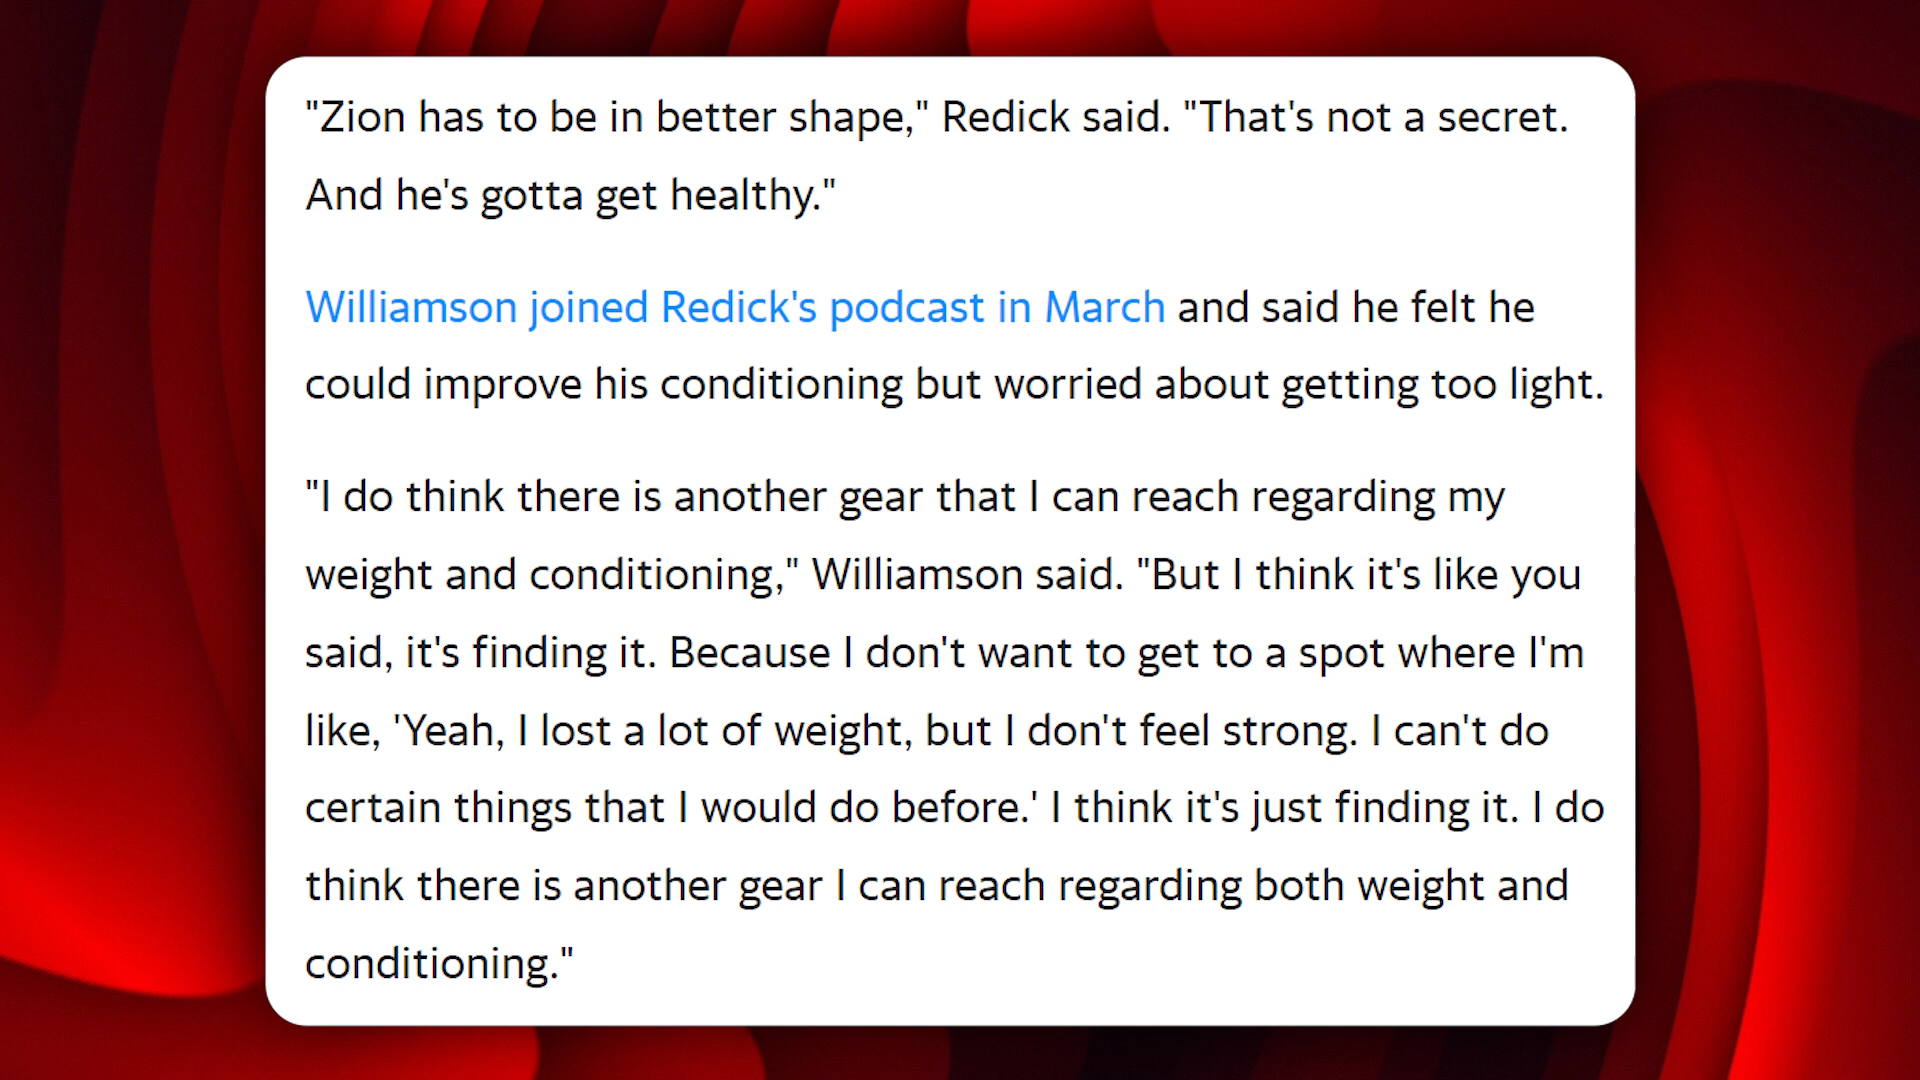 "Zion has to be in better shape," Redick said. "That's not a secret.
And he's gotta get healthy."
Williamson joined Redick's podcast in March and said he felt he
could improve his conditioning but worried about getting too light.
"I do think there is another gear that I can reach regarding my
weight and conditioning," Williamson said. "But I think it's like you
said, it's finding it. Because I don't want to get to a spot where I'm
like, 'Yeah, I lost a lot of weight, but I don't feel strong. I can't do
certain things that I would do before.' I think it's just finding it. I do
think there is another gear I can reach regarding both weight and
conditioning."